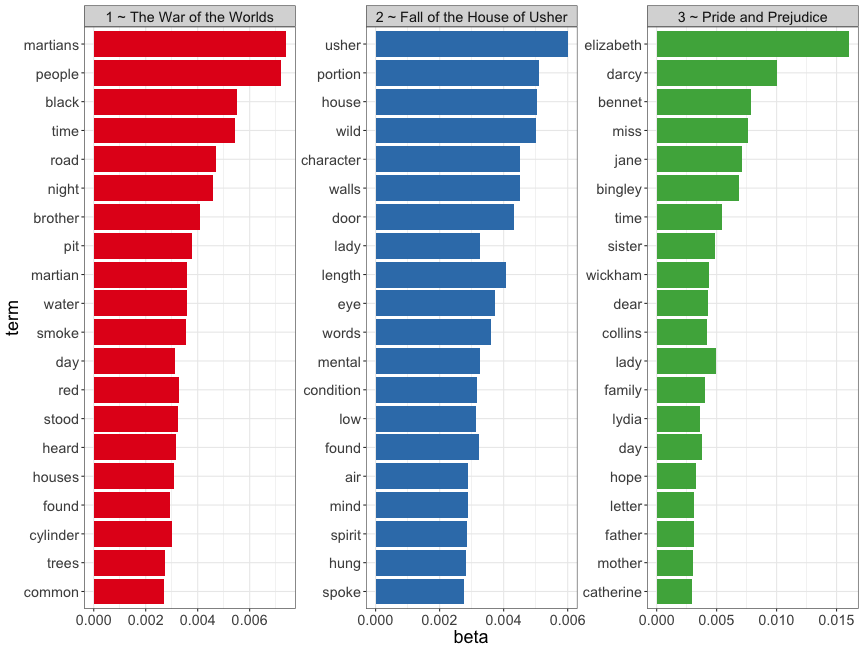 1 ~ The War of the Worlds
martians
people
black
time
road
night
brother
pit
martian
water
smoke
day
red
stood
heard
houses
found
cylinder
trees
common
0.000 0.002 0.004 0.006
2 ~ Fall of the House of Usher
usher
portion
house
wild
character
walls
door
lady
length
eye
words
mental
condition
low
found
air
mind
spirit
hung
spoke
0.000 0.002 0.004 0.006
3 ~ Pride and Prejudice
elizabeth
darcy
bennet
miss
jane
bingley
time
sister
wickham
dear
collins
lady
family
lydia
day
hope
letter
father
mother
catherine
0.000 0.005 0.010 0.015
term
beta